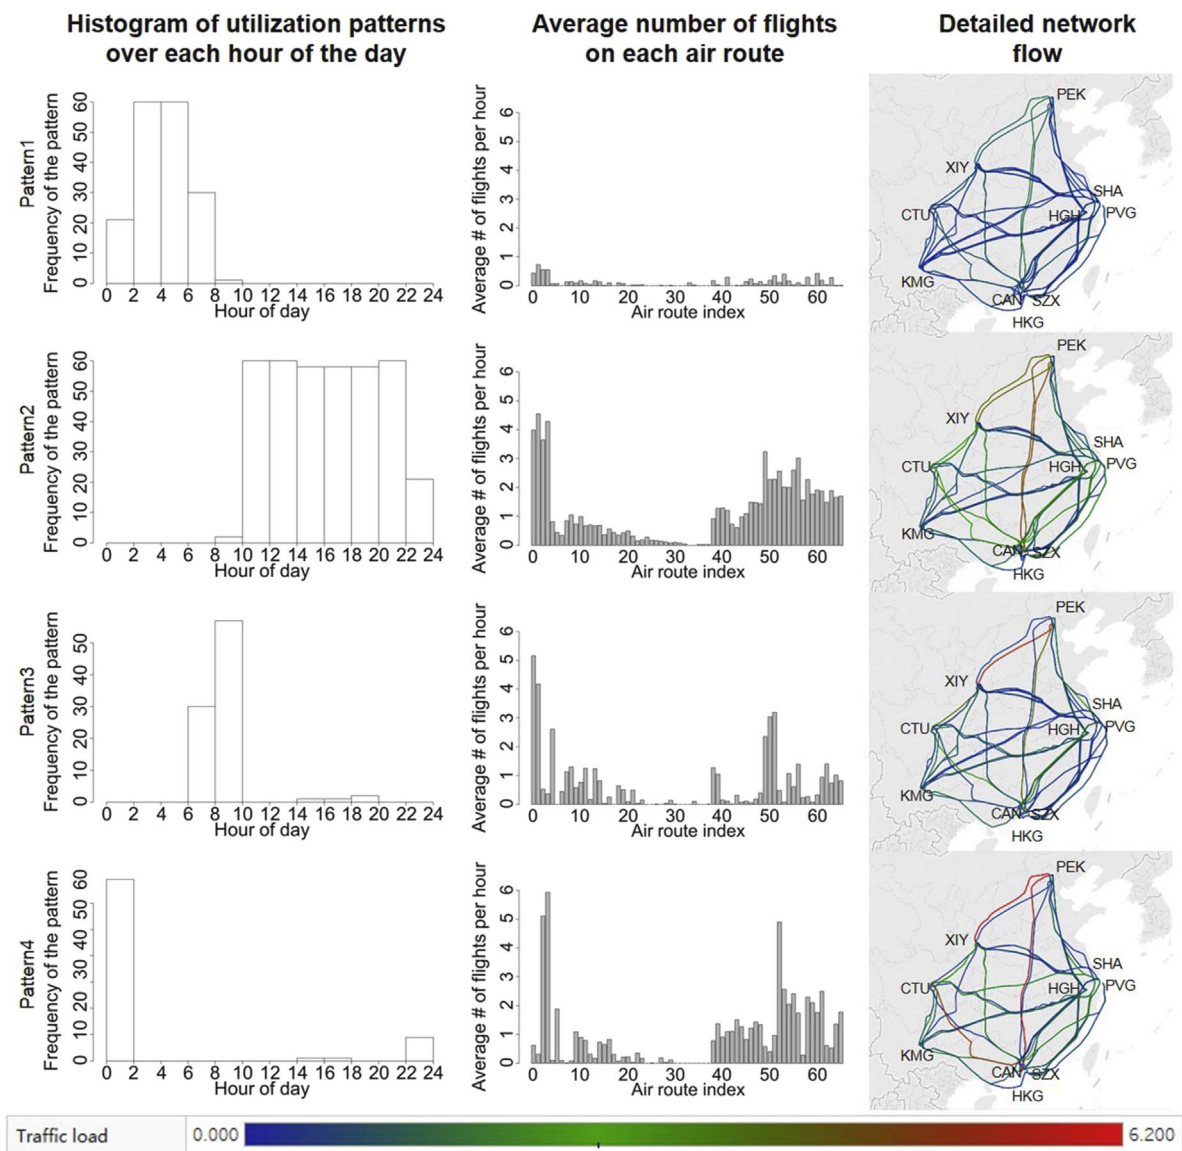 Histogram of utilization patterns
over each hour of the day
Average number of flights
on each air route
Detailed network
flow
Pattern1
Frequency of the pattern
0 10 20 30 40 50 60
0 2 4 6 8 10 12 14 16 18 20 22 24
Hour of day
Average # of flights per hour
0 1 2 3 4 5 6
0 10 20 30 40 50 60
Air route index
PEK
XIY
SHA
CTU
HGH
PVG
KMG
CAN
SZX
HKG
Pattern2
Frequency of the pattern
0 10 20 30 40 50 60
0 2 4 6 8 10 12 14 16 18 20 22 24
Hour of day
Average # of flights per hour
0 1 2 3 4 5 6
0 10 20 30 40 50 60
Air route index
PEK
XIY
SHA
CTU
HGH
PVG
KMG
CAN
SZX
HKG
Pattern3
Frequency of the pattern
0 10 20 30 40 50
0 2 4 6 8 10 12 14 16 18 20 22 24
Hour of day
Average # of flights per hour
0 1 2 3 4 5 6
0 10 20 30 40 50 60
Air route index
PEK
XIY
SHA
CTU
HGH
PVG
KMG
CAN
SZX
HKG
Pattern4
Frequency of the pattern
0 10 20 30 40 50 60
0 2 4 6 8 10 12 14 16 18 20 22 24
Hour of day
Average # of flights per hour
0 1 2 3 4 5 6
0 10 20 30 40 50 60
Air route index
PEK
XIY
SHA
CTU
HGH
PVG
KMG
CAN
SZX
HKG
Traffic load
0.000
6.200